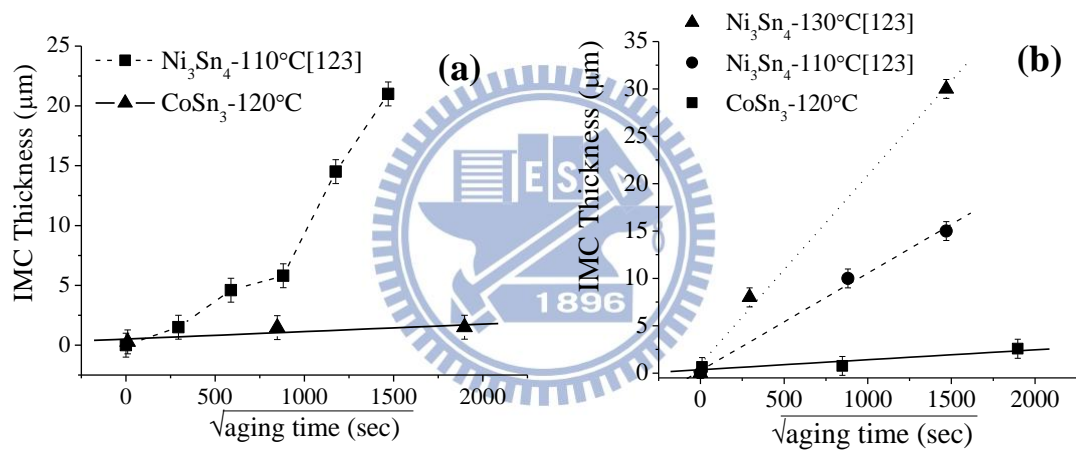 Ni₃Sn₄-110°C[123]
CoSn₃-120°C
(a)
IMC Thickness (μm)
25
20
15
10
5
0
0 500 1000 1500 2000
√aging time (sec)
Ni₃Sn₄-130°C[123]
Ni₃Sn₄-110°C[123]
CoSn₃-120°C
(b)
IMC Thickness (μm)
35
30
25
20
15
10
5
0
0 500 1000 1500 2000
√aging time (sec)
E S
1896